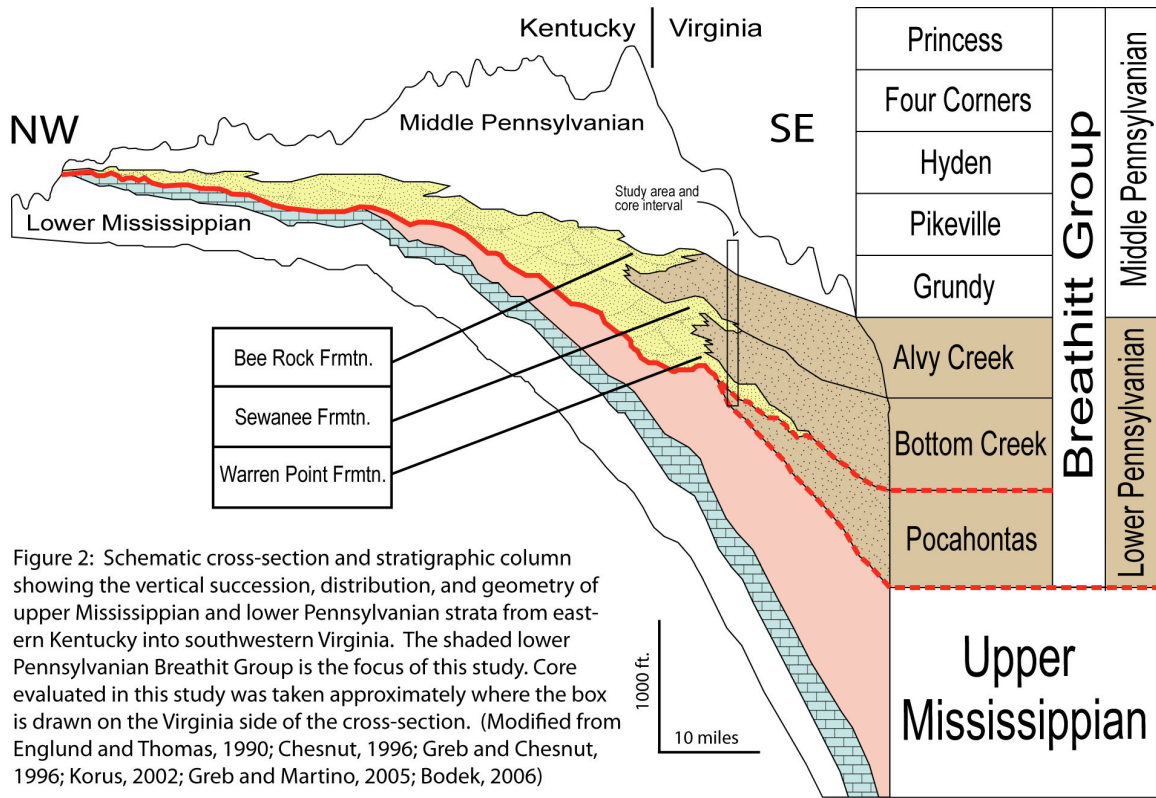 Kentucky
Virginia
NW
Middle Pennsylvanian
SE
Study area and
core interval
Lower Mississippian
Bee Rock Frmtn.
Sewanee Frmtn.
Warren Point Frmtn.
Princess
Four Corners
Hyden
Pikeville
Grundy
Alvy Creek
Bottom Creek
Pocahontas
Breathitt Group
Middle Pennsylvanian
Lower Pennsylvanian
Upper
Mississippian
1000 ft.
10 miles
Figure 2: Schematic cross-section and stratigraphic column
showing the vertical succession, distribution, and geometry of
upper Mississippian and lower Pennsylvanian strata from east-
ern Kentucky into southwestern Virginia. The shaded lower
Pennsylvanian Breathit Group is the focus of this study. Core
evaluated in this study was taken approximately where the box
is drawn on the Virginia side of the cross-section. (Modified from
Englund and Thomas, 1990; Chesnut, 1996; Greb and Chesnut,
1996; Korus, 2002; Greb and Martino, 2005; Bodek, 2006)